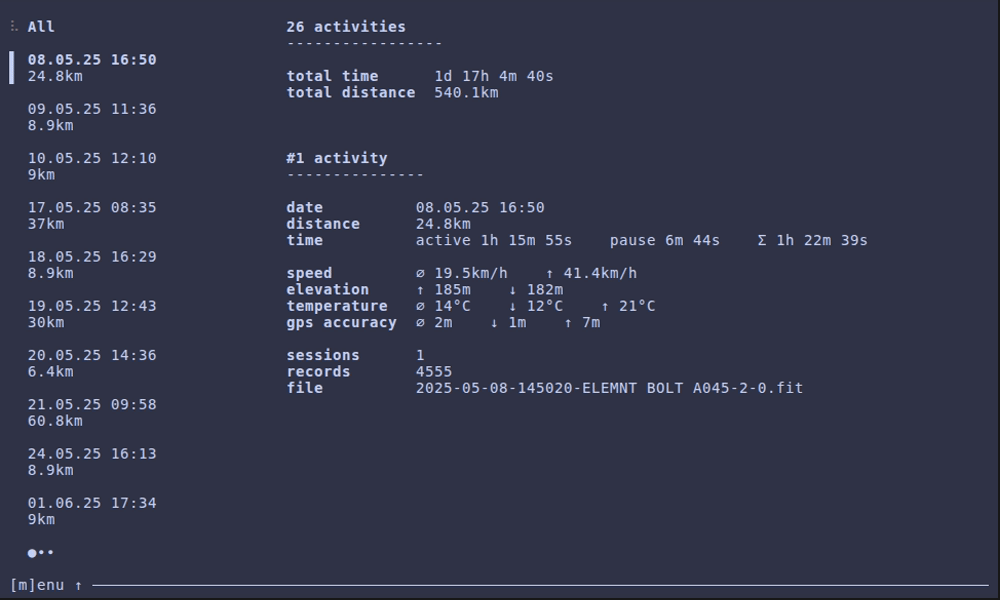 All
08.05.25 16:50
24.8km
09.05.25 11:36
8.9km
10.05.25 12:10
9km
17.05.25 08:35
37km
18.05.25 16:29
8.9km
19.05.25 12:43
30km
20.05.25 14:36
6.4km
21.05.25 09:58
60.8km
24.05.25 16:13
8.9km
01.06.25 17:34
9km
●••
26 activities
-----------------
total time 1d 17h 4m 40s
total distance 540.1km
#1 activity
---------------
date 08.05.25 16:50
distance 24.8km
time active 1h 15m 55s pause 6m 44s Σ 1h 22m 39s
speed ⌀ 19.5km/h ↑ 41.4km/h
elevation ↑ 185m ↓ 182m
temperature ⌀ 14°C ↓ 12°C ↑ 21°C
gps accuracy ⌀ 2m ↓ 1m ↑ 7m
sessions 1
records 4555
file 2025-05-08-145020-ELEMNT BOLT A045-2-0.fit
[m]enu ↑